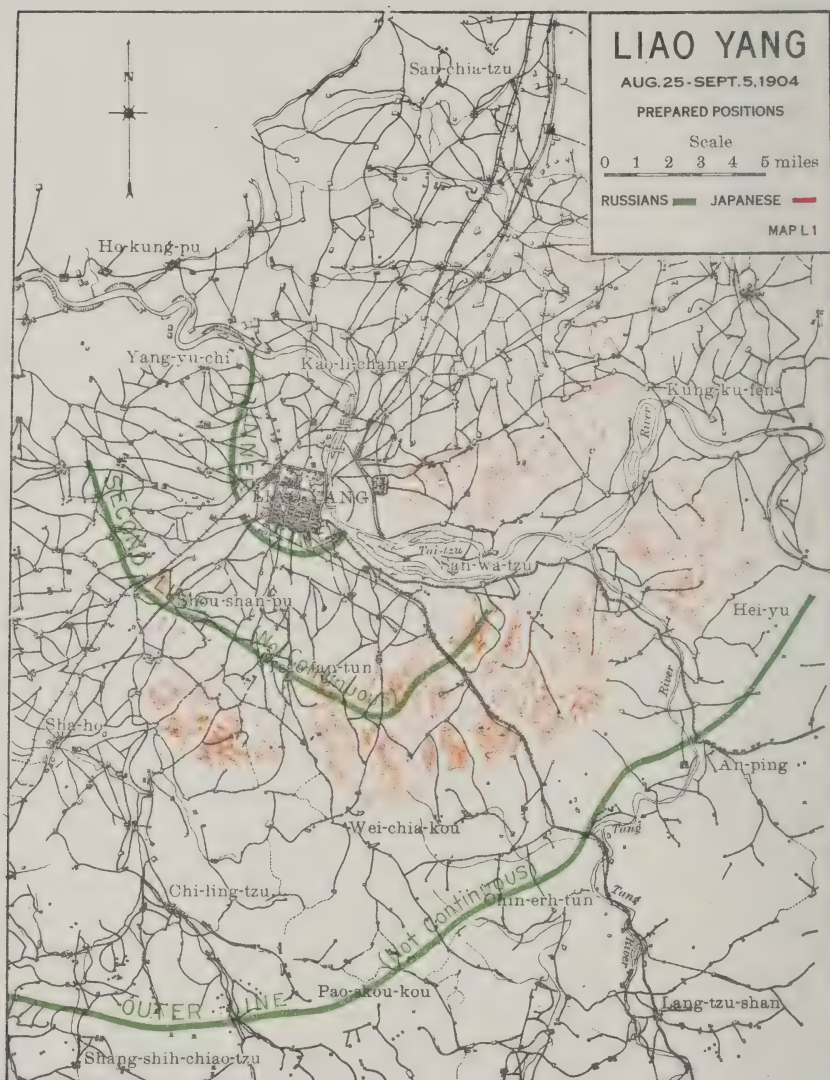 LIAO YANG
AUG. 25 - SEPT. 5, 1904
PREPARED POSITIONS
Scale
0 1 2 3 4 5 miles
RUSSIANS JAPANESE
MAP L 1
N
San-chia-tzu
Ho-kung-pu
Yang-yu-chi
Kao-li-chang
Kung-ku-fen
River
INNER
SECOND
LIAO-YANG
Tai-tzu
San-wa-tzu
Shou-shan-pu
Hei-yu
(Not Continuous)
River
Sha-ho
An-ping
Wei-chia-kou
Tang
Chi-ling-tzu
(Not Continuous)
Chin-erh-tun
Tang
River
OUTER LINE
Pao-shou-kou
Lang-tzu-shan
Shang-shih-chiao-tzu